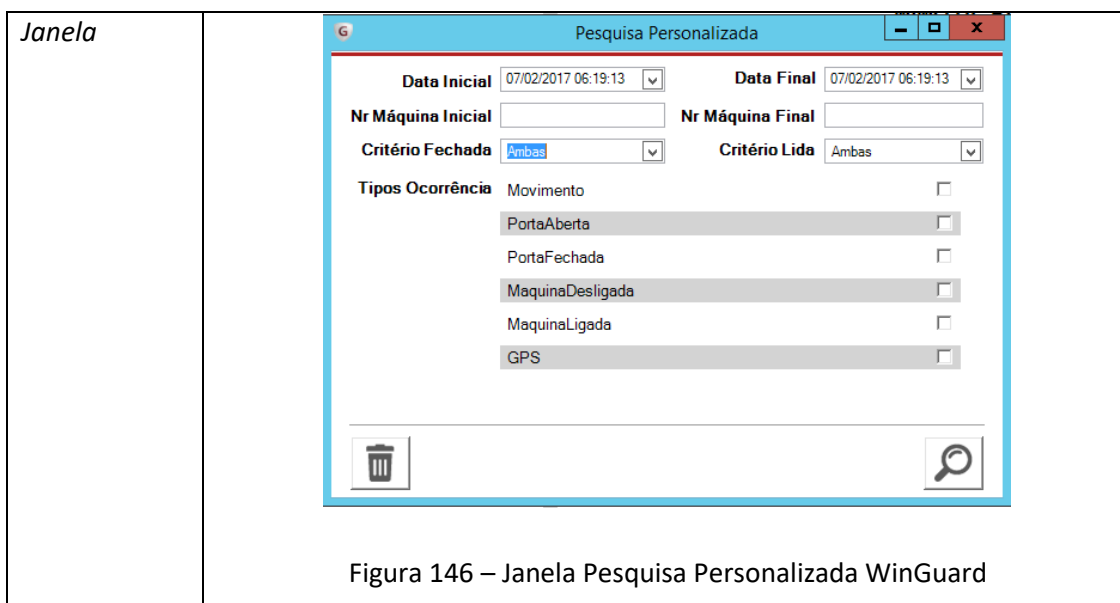 Janela
G
Pesquisa Personalizada
Data Inicial 07/02/2017 06:19:13 Data Final 07/02/2017 06:19:13
Nr Máquina Inicial Nr Máquina Final
Critério Fechada Ambas Critério Lida Ambas
Tipos Ocorrência Movimento
PortaAberta
PortaFechada
MaquinaDesligada
MaquinaLigada
GPS
Figura 146 – Janela Pesquisa Personalizada WinGuard